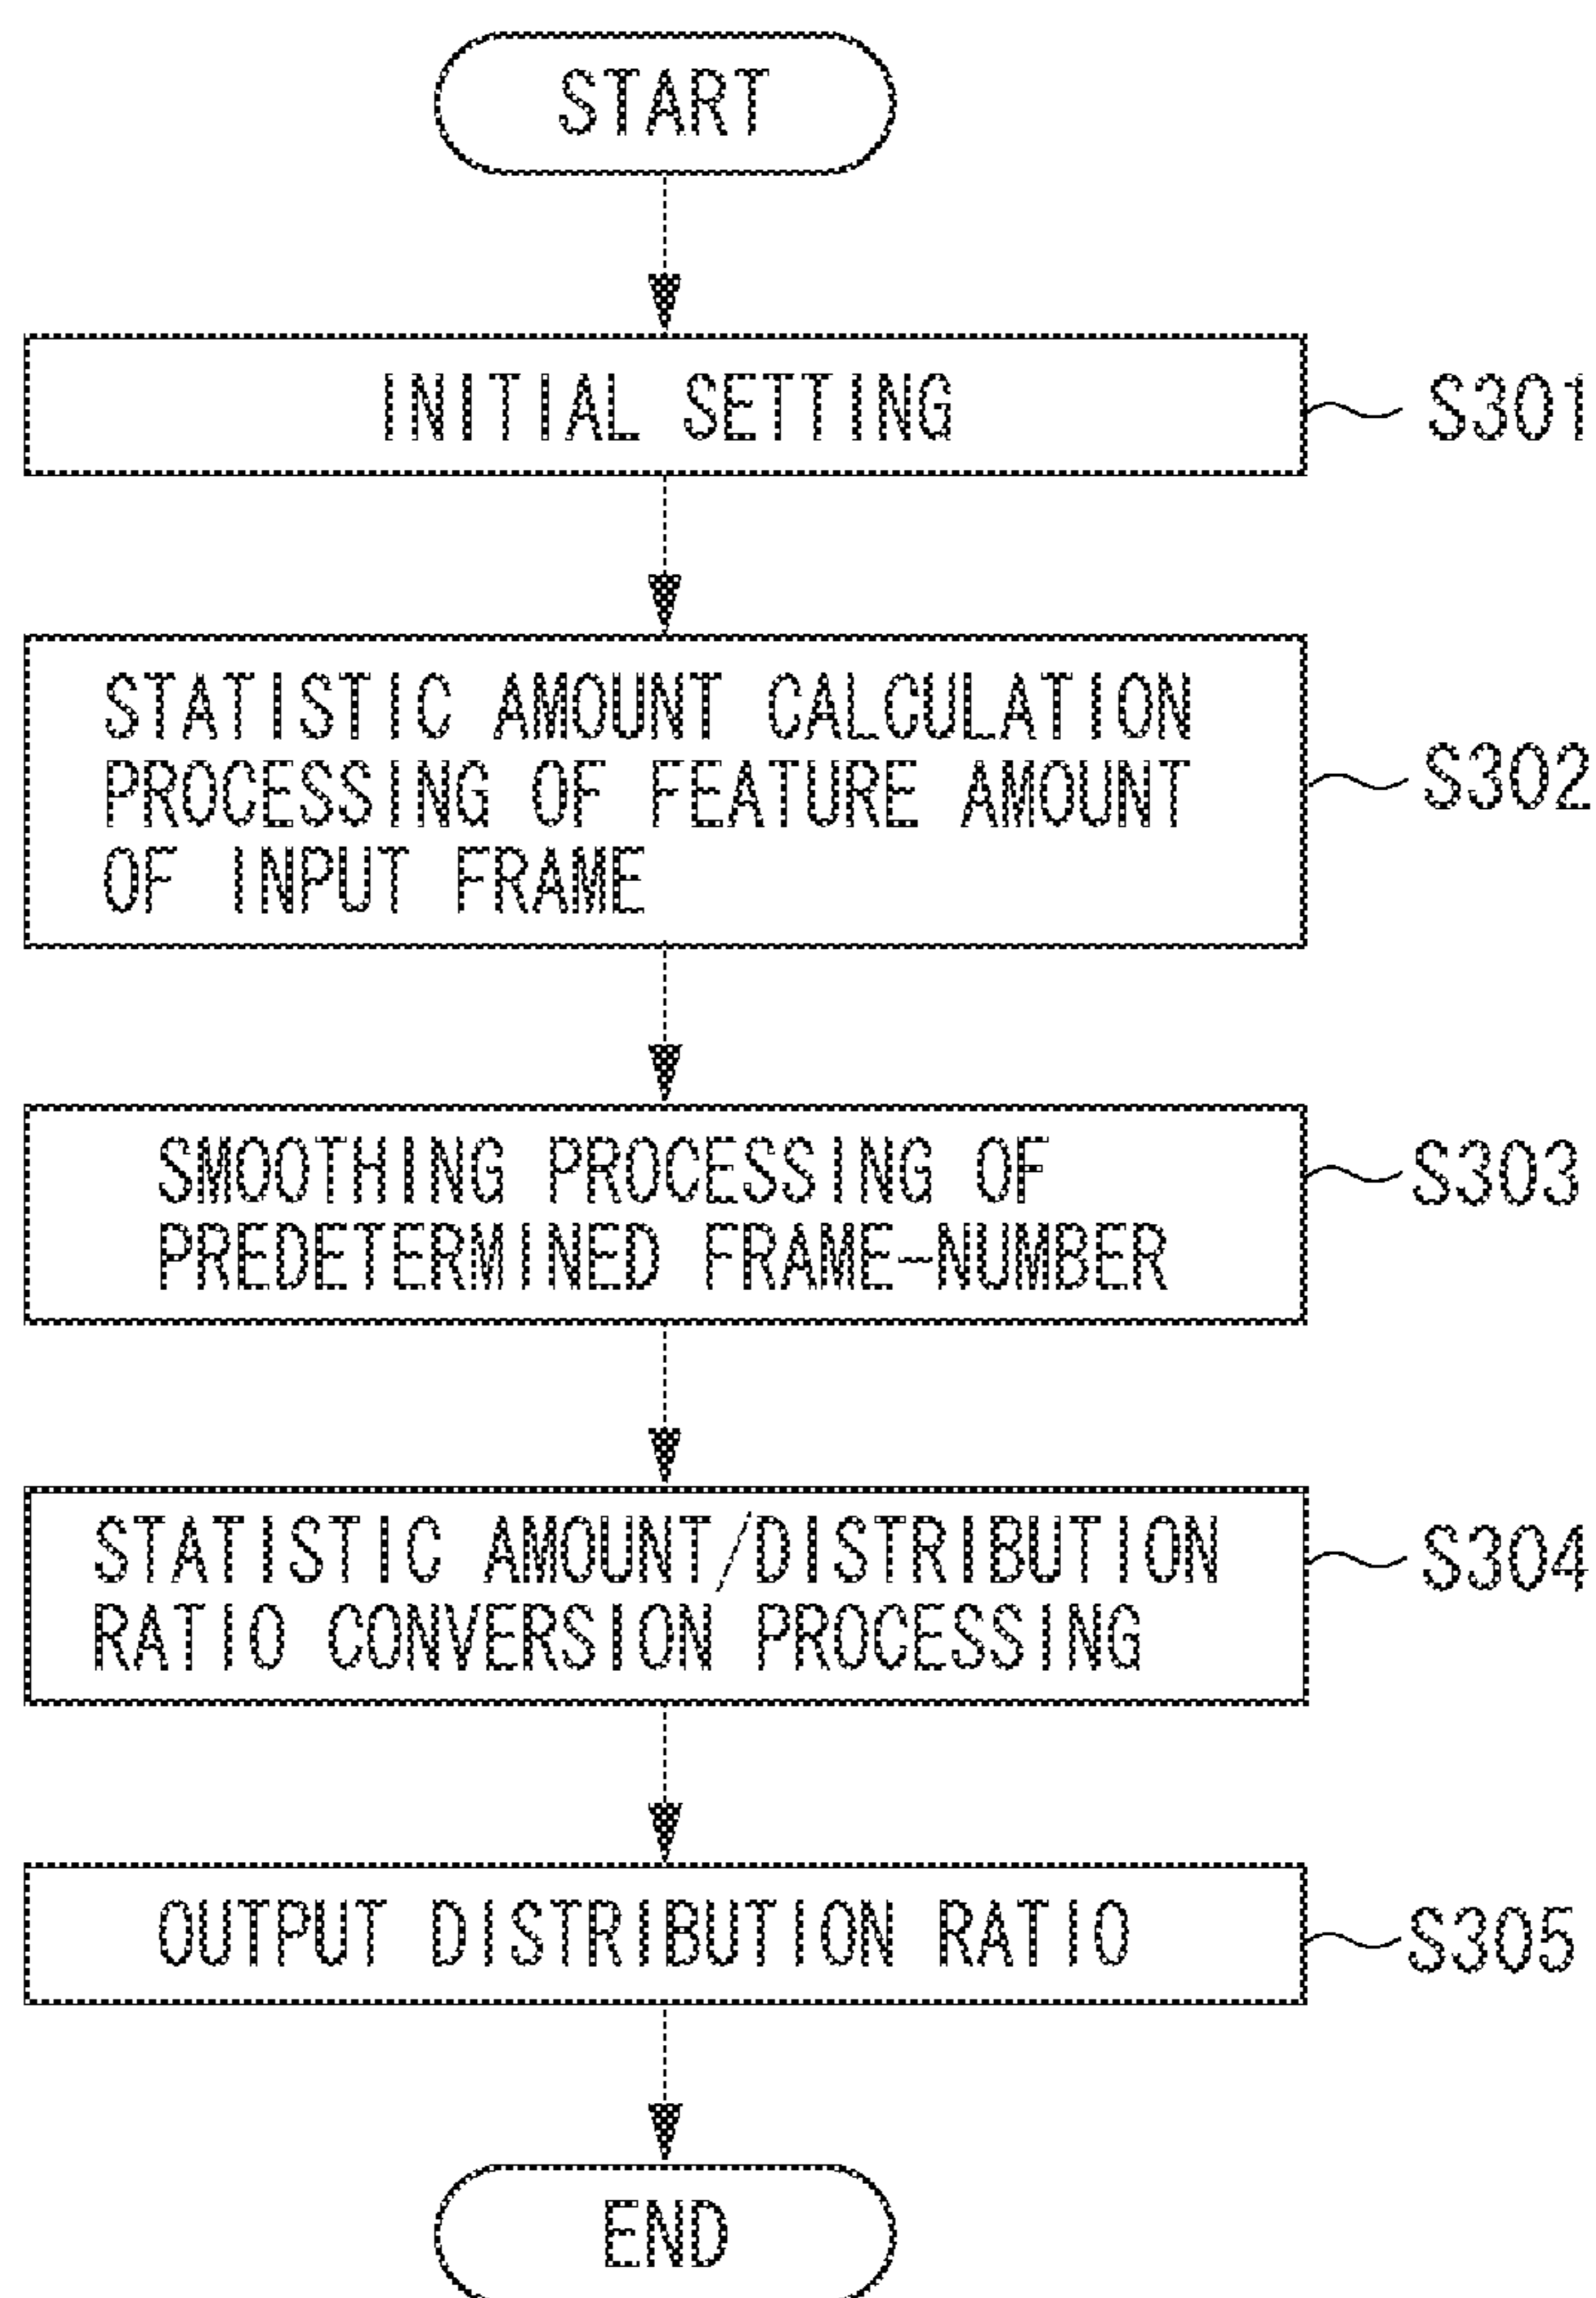 START
INITIAL SETTING
S301
STATISTIC AMOUNT CALCULATION
PROCESSING OF FEATURE AMOUNT
OF INPUT FRAME
S302
SMOOTHING PROCESSING OF
PREDETERMINED FRAME-NUMBER
S303
STATISTIC AMOUNT/DISTRIBUTION
RATIO CONVERSION PROCESSING
S304
OUTPUT DISTRIBUTION RATIO
S305
END